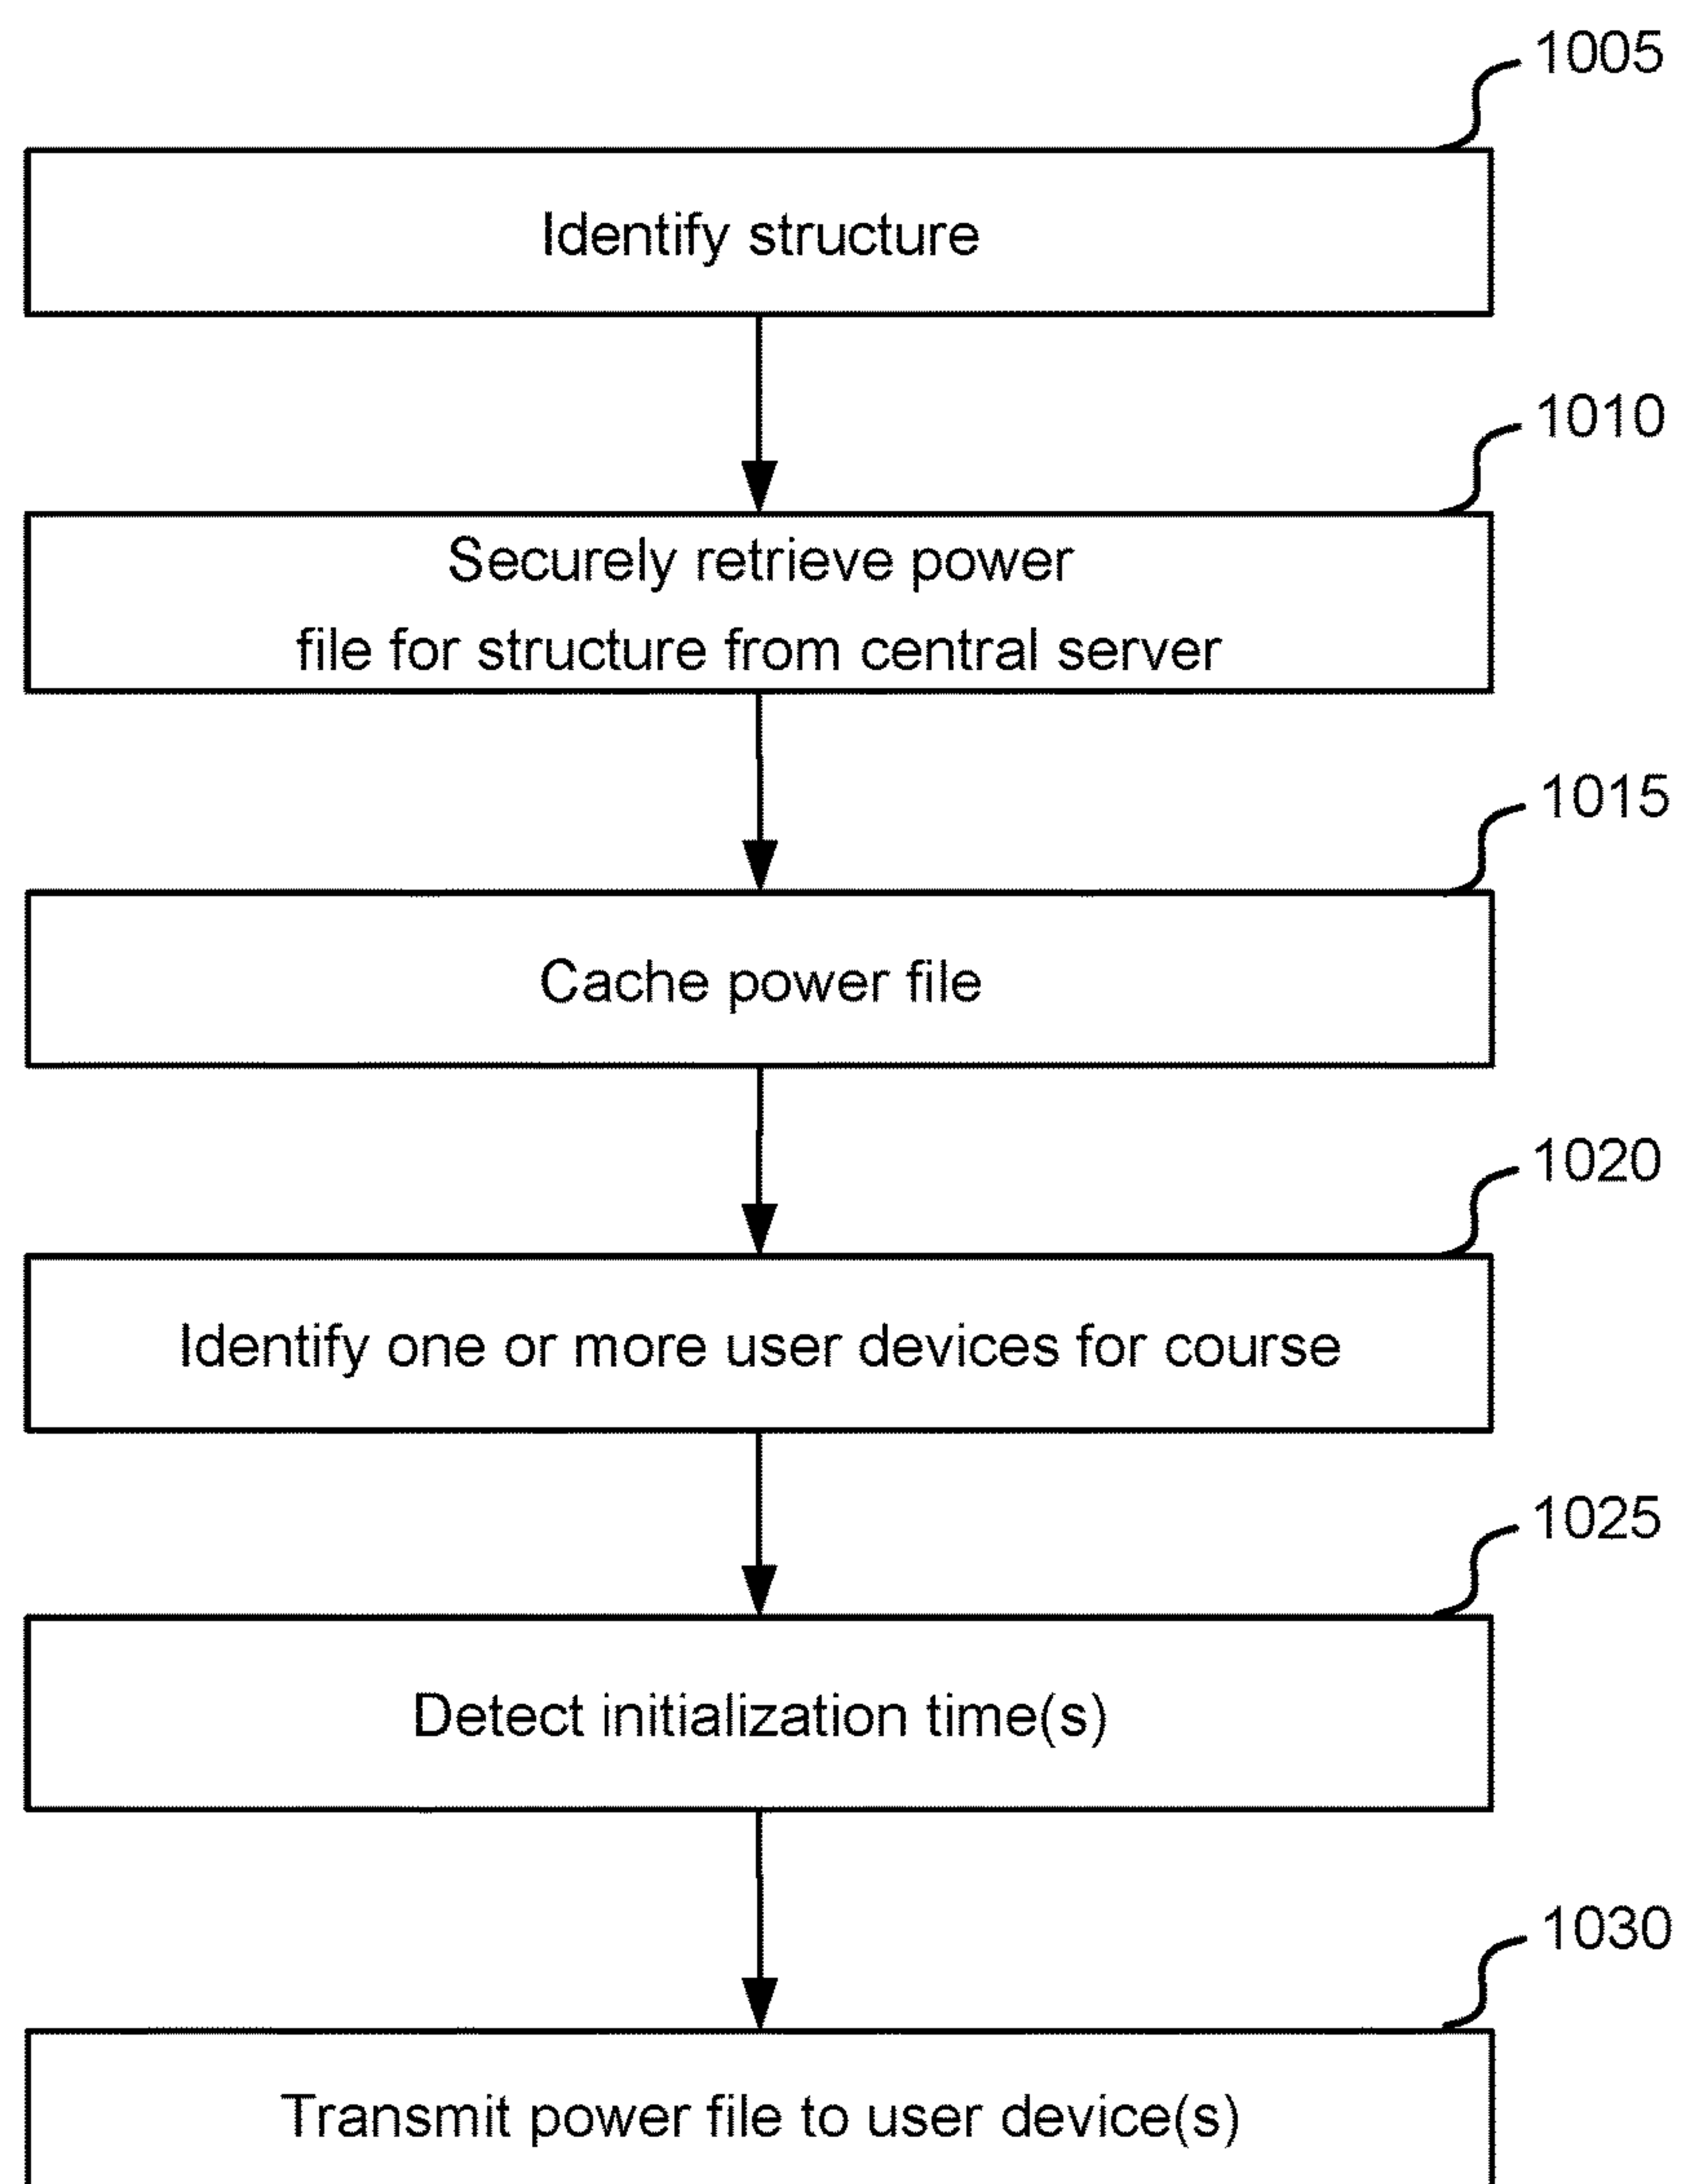 1005
Identify structure
1010
Securely retrieve power
file for structure from central server
1015
Cache power file
1020
Identify one or more user devices for course
1025
Detect initialization time(s)
1030
Transmit power file to user device(s)